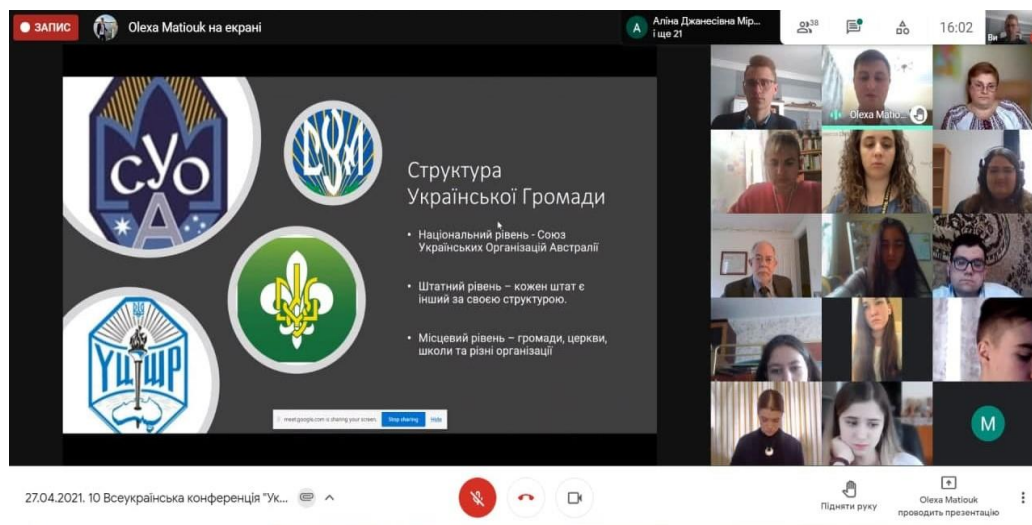 ЗАПИС
Olexa Matiouk на екрані
А
Аліна Джанесівна Мір...
і ще 21
38
16:02
Ви
СУО
А
СУМ
УЦШР
Структура
Української Громади
• Національний рівень - Союз
Українських Організацій Австралії
• Штатний рівень – кожен штат є
інший за своєю структурою.
• Місцевий рівень – громади, церкви,
школи та різні організації
meet.google.com is sharing your screen.
Stop sharing
Hide
Olexa Matio...
M
27.04.2021. 10 Всеукраїнська конференція "Ук...
Підняти руку
Olexa Matiouk
проводить презентацію